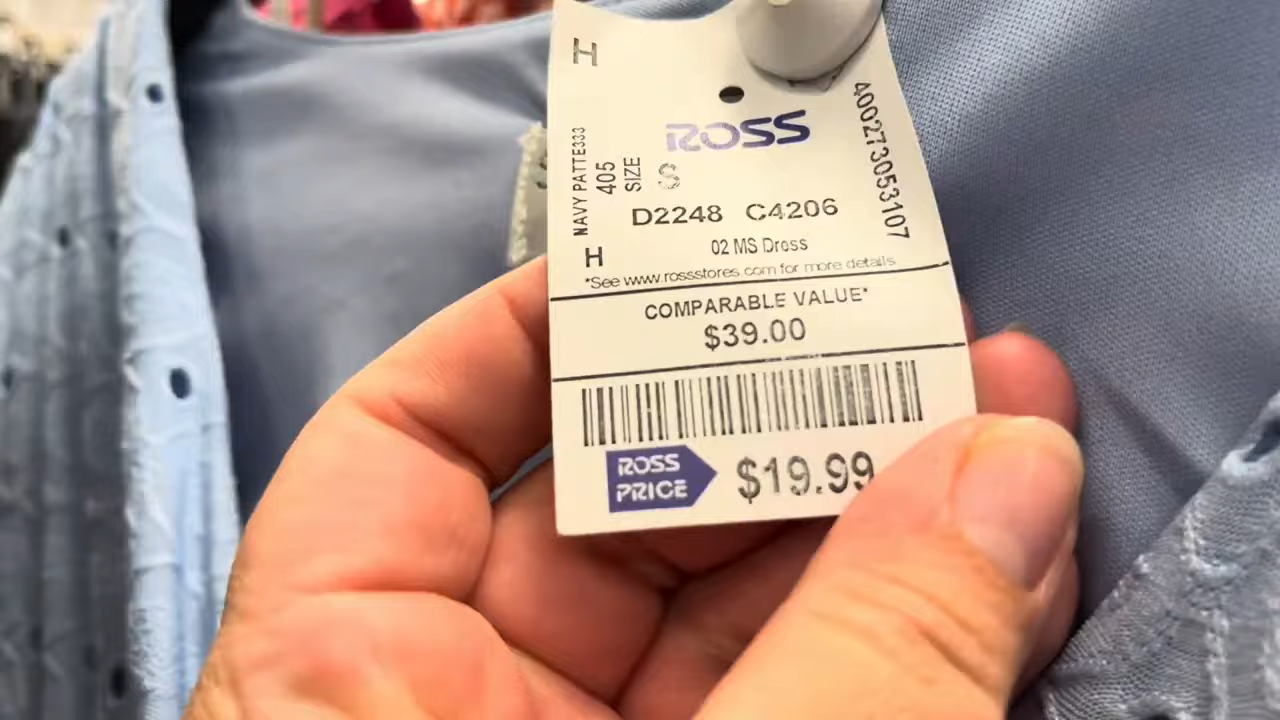 H
ROSS
400273053107
NAVY PATTE333
405
SIZE
S
D2248 C4206
H
02 MS Dress
*See www.rossstores.com for more details
COMPARABLE VALUE*
$39.00
ROSS
PRICE
$19.99